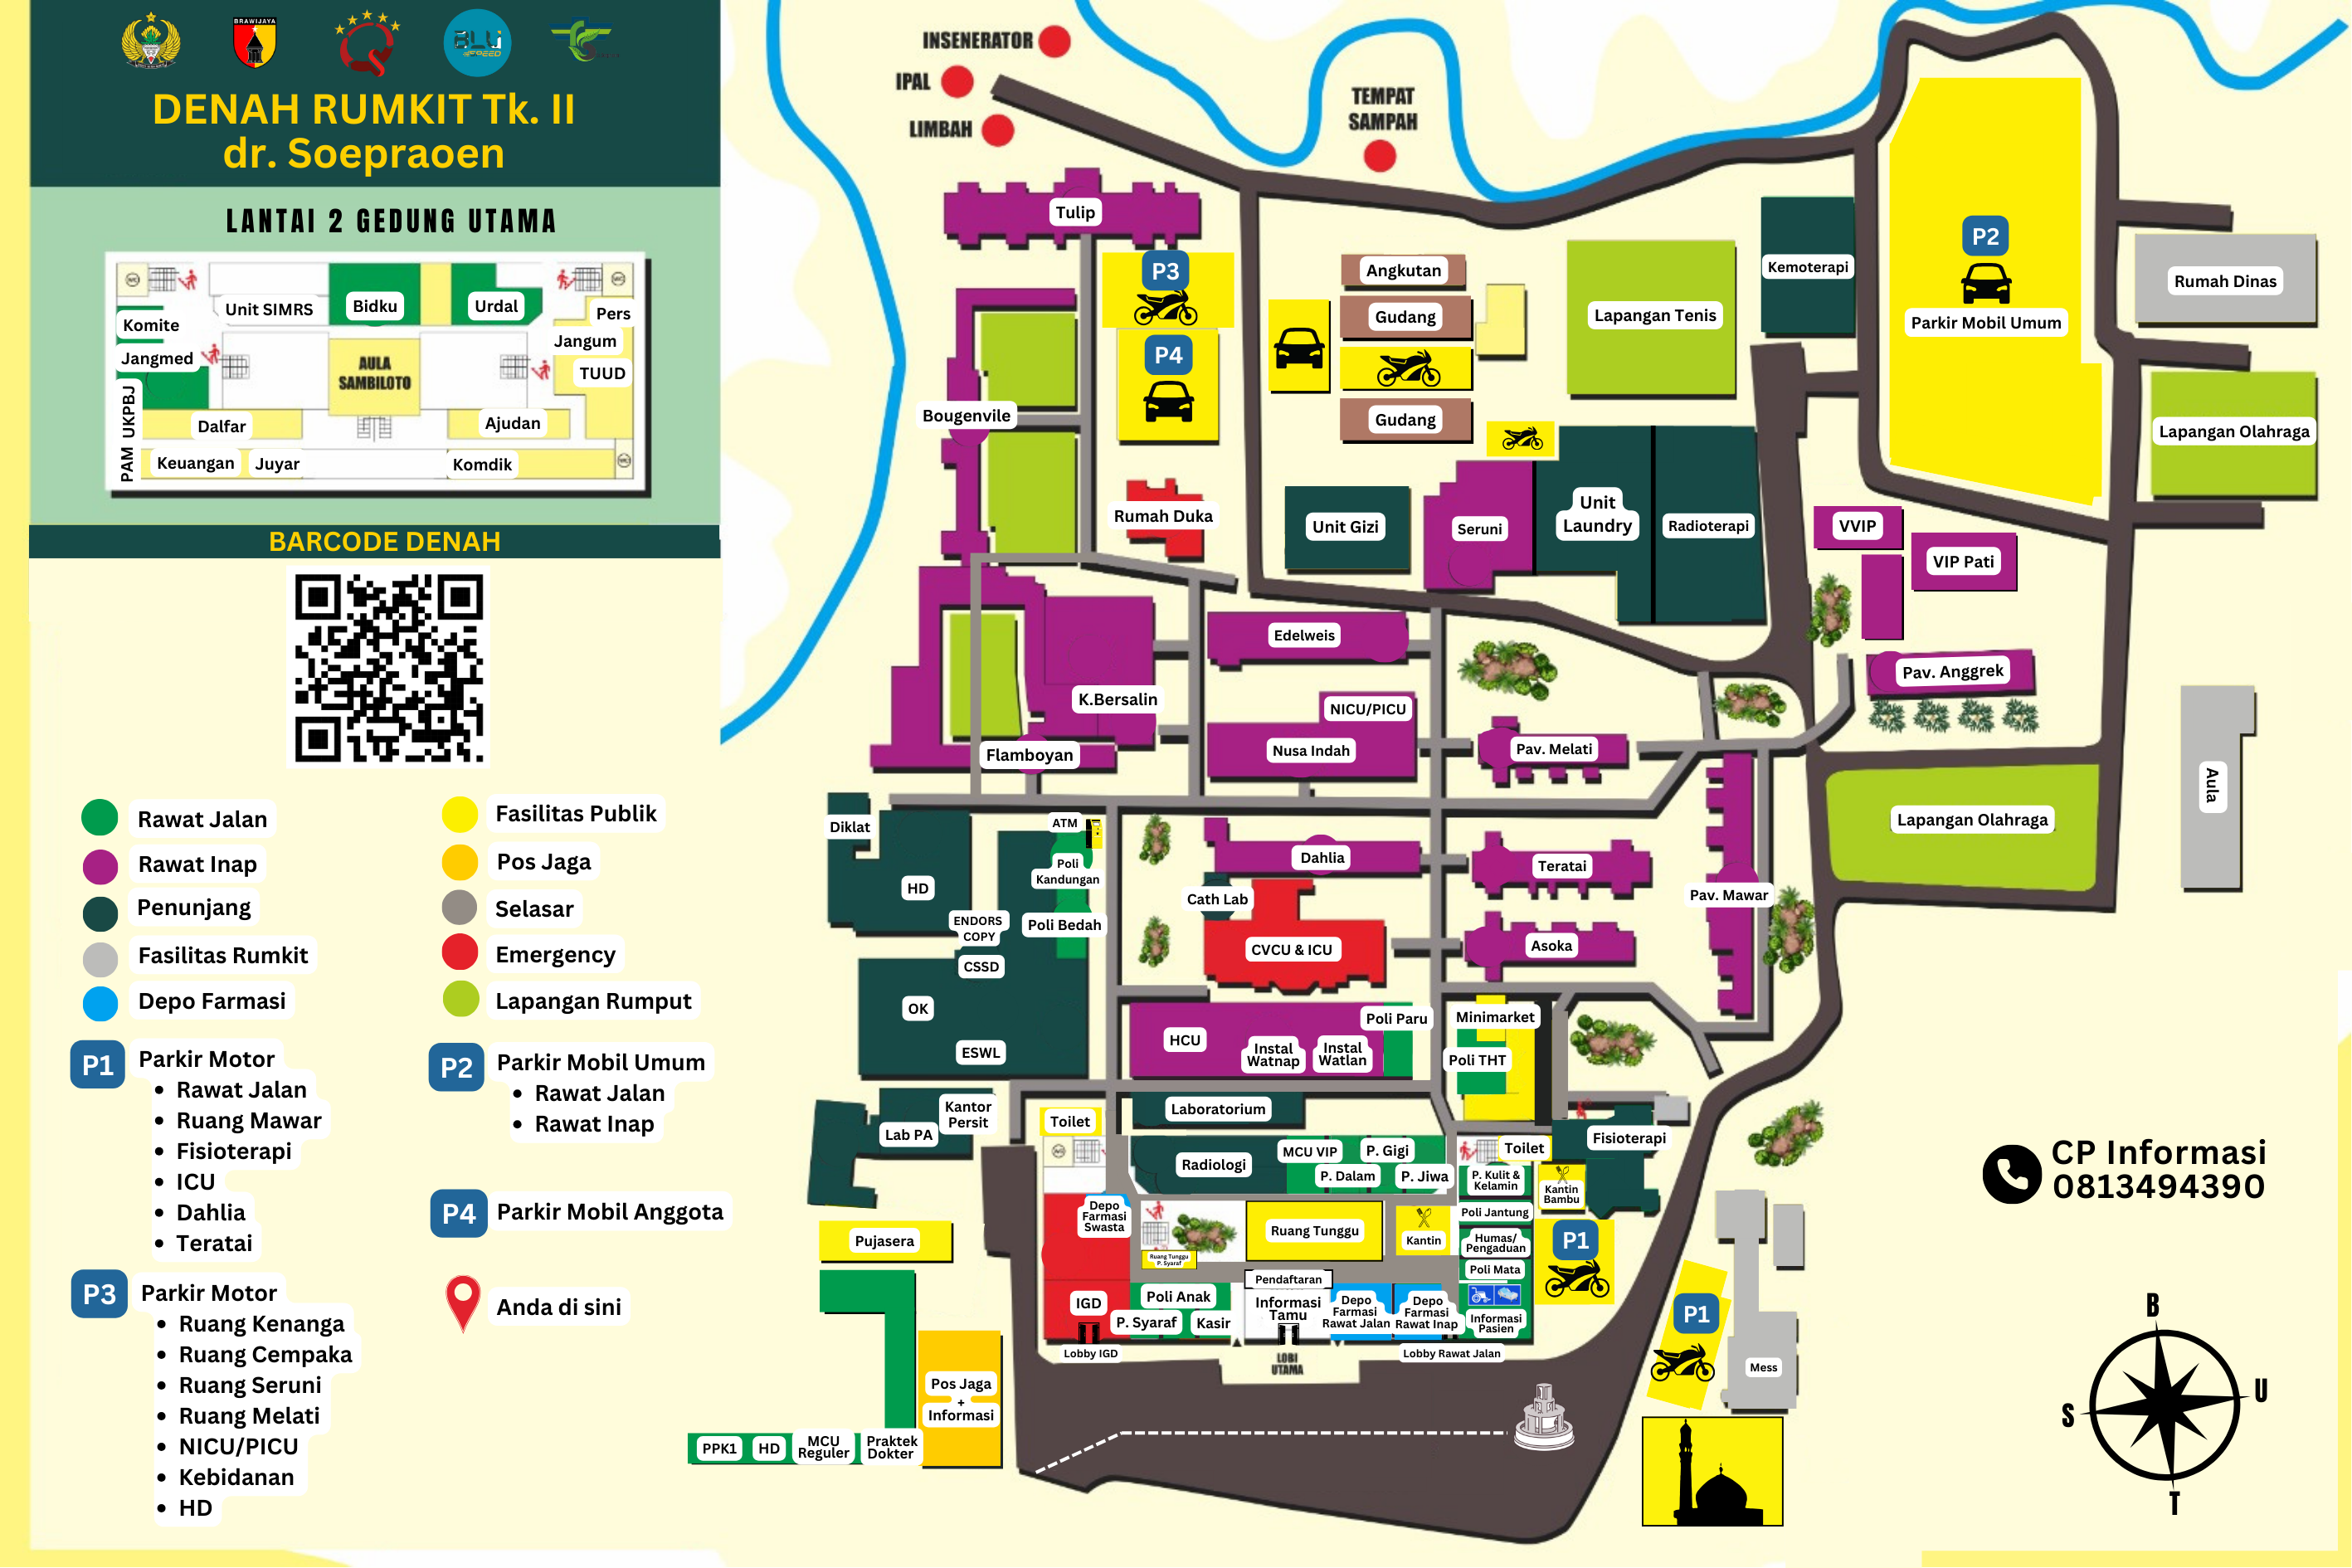 BRAWIJAYA
BLU
SPEED
DENAH RUMKIT Tk. II
dr. Soepraoen
LANTAI 2 GEDUNG UTAMA
Unit SIMRS
Bidku
Urdal
Pers
Komite
Jangum
Jangmed
AULA
SAMBILOTO
TUUD
PAM UKPBJ
Dalfar
Ajudan
Keuangan
Juyar
Komdik
BARCODE DENAH
Rawat Jalan
Rawat Inap
Penunjang
Fasilitas Rumkit
Depo Farmasi
Fasilitas Publik
Pos Jaga
Selasar
Emergency
Lapangan Rumput
P1 Parkir Motor
• Rawat Jalan
• Ruang Mawar
• Fisioterapi
• ICU
• Dahlia
• Teratai
P3 Parkir Motor
• Ruang Kenanga
• Ruang Cempaka
• Ruang Seruni
• Ruang Melati
• NICU/PICU
• Kebidanan
• HD
P2 Parkir Mobil Umum
• Rawat Jalan
• Rawat Inap
P4 Parkir Mobil Anggota
Anda di sini
INSENERATOR
IPAL
LIMBAH
TEMPAT
SAMPAH
Tulip
P3
P4
Angkutan
Gudang
Gudang
Lapangan Tenis
Kemoterapi
P2
Parkir Mobil Umum
Rumah Dinas
Lapangan Olahraga
Bougenvile
Rumah Duka
Unit Gizi
Seruni
Unit
Laundry
Radioterapi
VVIP
VIP Pati
Edelweis
K.Bersalin
NICU/PICU
Nusa Indah
Flamboyan
Pav. Melati
Pav. Anggrek
Aula
Lapangan Olahraga
Diklat
HD
ATM
Poli
Kandungan
ENDORS
COPY
Poli Bedah
CSSD
OK
ESWL
Dahlia
Cath Lab
CVCU & ICU
Teratai
Asoka
Pav. Mawar
HCU
Instal
Watnap
Instal
Watlan
Poli Paru
Minimarket
Poli THT
Kantor
Persit
Lab PA
Toilet
Laboratorium
Radiologi
MCU VIP
P. Gigi
P. Dalam
P. Jiwa
Toilet
Fisioterapi
P. Kulit &
Kelamin
Kantin
Bambu
Poli Jantung
Depo
Farmasi
Swasta
Ruang Tunggu
P. Syaraf
Ruang Tunggu
Kantin
Humas/
Pengaduan
Poli Mata
P1
Pujasera
IGD
Poli Anak
P. Syaraf
Kasir
Pendaftaran
Informasi
Tamu
Depo
Farmasi
Rawat Jalan
Depo
Farmasi
Rawat Inap
Informasi
Pasien
Lobby IGD
LOBI
UTAMA
Lobby Rawat Jalan
Pos Jaga
+
Informasi
PPK1
HD
MCU
Reguler
Praktek
Dokter
P1
Mess
CP Informasi
0813494390
B
U
S
T